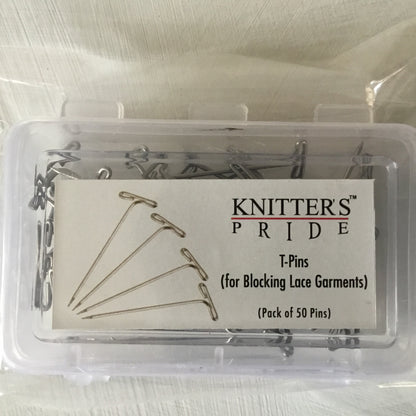 KNITTER'S™
PRIDE
T-Pins
(for Blocking Lace Garments)
(Pack of 50 Pins)